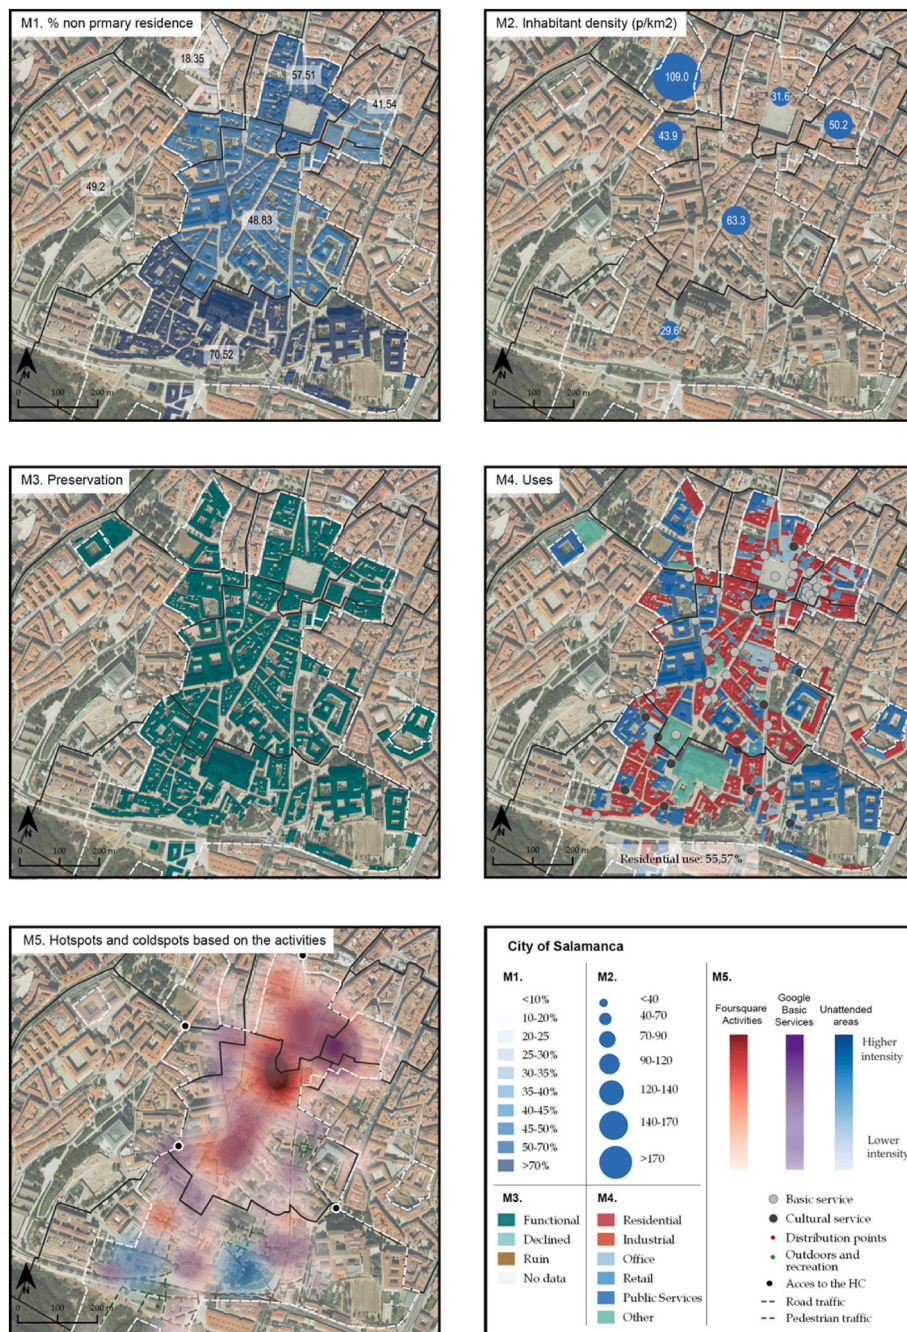 M1. % non prmary residence
18.35
57.51
41.54
49.2
48.83
70.52
N
0 100 200 m
M2. Inhabitant density (p/km2)
109.0
31.6
50.2
43.9
63.3
29.6
N
0 100 200 m
M3. Preservation
N
0 100 200 m
M4. Uses
N
0 100 200 m
Residential use: 55,57%
M5. Hotspots and coldspots based on the activities
N
0 100 200 m
City of Salamanca
M1.
<10%
10-20%
20-25
25-30%
30-35%
35-40%
40-45%
45-50%
50-70%
>70%
M2.
<40
40-70
70-90
90-120
120-140
140-170
>170
M5.
Foursquare
Activities
Google
Basic
Services
Unattended
areas
Higher
intensity
Lower
intensity
M3.
Functional
Declined
Ruin
No data
M4.
Residential
Industrial
Office
Retail
Public Services
Other
Basic service
Cultural service
Distribution points
Outdoors and
recreation
Acces to the HC
Road traffic
Pedestrian traffic